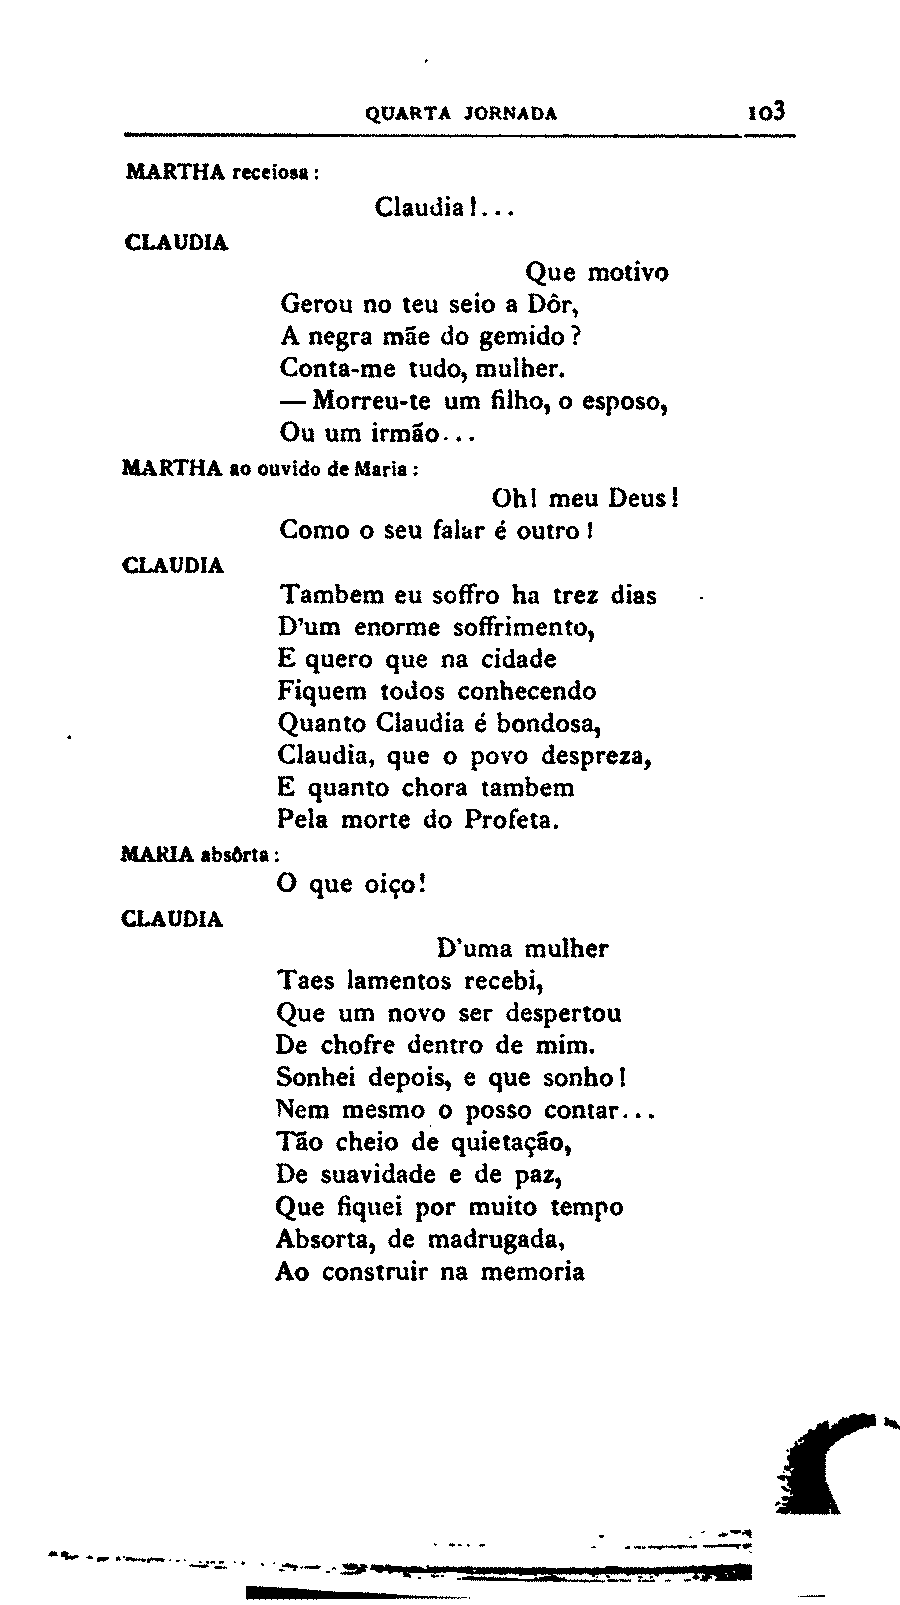 QUARTA JORNADA 103
MARTHA receiosa:
Claudia!...
CLAUDIA
Que motivo
Gerou no teu seio a Dôr,
A negra mãe do gemido?
Conta-me tudo, mulher.
— Morreu-te um filho, o esposo,
Ou um irmão...
MARTHA ao ouvido de Maria:
Oh! meu Deus!
Como o seu falar é outro!
CLAUDIA
Tambem eu soffro ha trez dias
D'um enorme soffrimento,
E quero que na cidade
Fiquem todos conhecendo
Quanto Claudia é bondosa,
Claudia, que o povo despreza,
E quanto chora tambem
Pela morte do Profeta.
MARIA absôrta:
O que oiço!
CLAUDIA
D'uma mulher
Taes lamentos recebi,
Que um novo ser despertou
De chofre dentro de mim.
Sonhei depois, e que sonho!
Nem mesmo o posso contar...
Tão cheio de quietação,
De suavidade e de paz,
Que fiquei por muito tempo
Absorta, de madrugada,
Ao construir na memoria